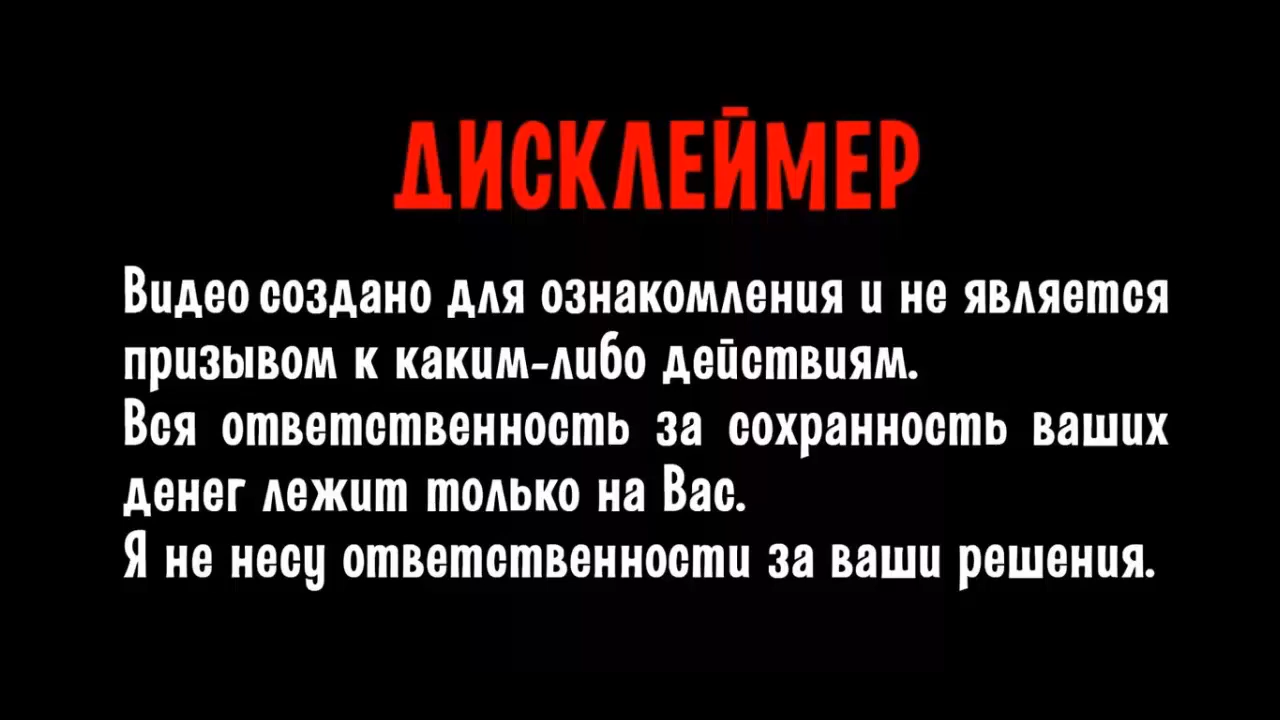 ДИСКЛЕЙМЕР
Видео создано для ознакомления и не является
призывом к каким-либо действиям.
Вся ответственность за сохранность ваших
денег лежит только на Вас.
Я не несу ответственности за ваши решения.